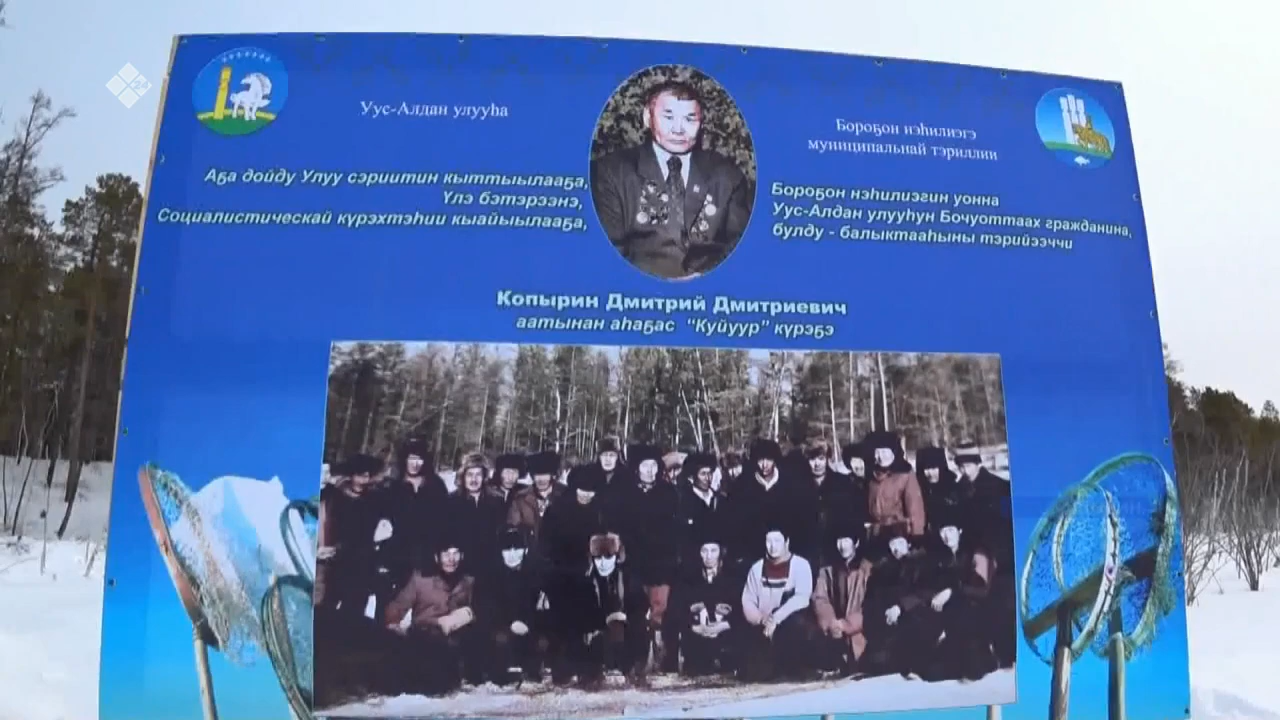 24
Уус-Алдан улууһа
Аҕа дойду Улуу сэриитин кыттыылааҕа,
Үлэ бэтэрээнэ,
Социалистическай күрэхтэһии кыайыылааҕа,
Бороҕон нэһилиэгэ
муниципальнай тэриллии
Бороҕон нэһилиэгин уонна
Уус-Алдан улууһун Бочуоттаах гражданина,
булду - балыктааһыны тэрийээччи
Копырин Дмитрий Дмитриевич
аатынан аһаҕас "Куйуур" күрэҕэ